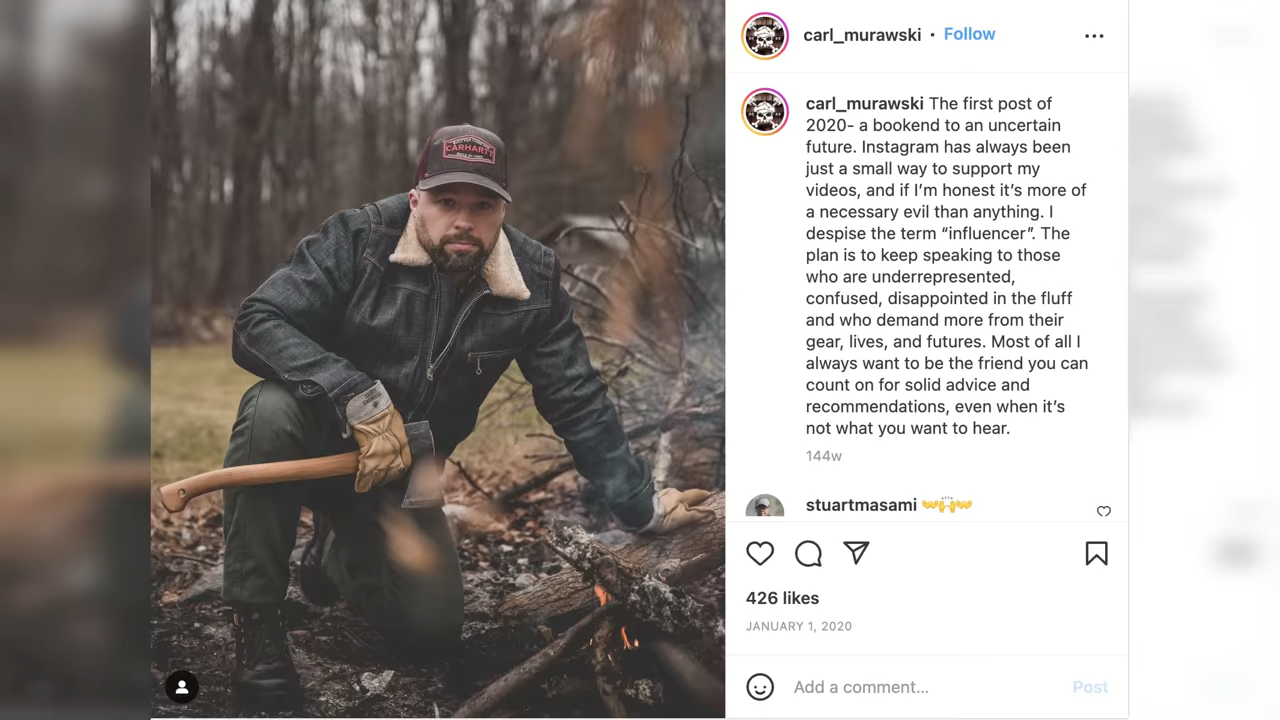 CARHARTT
carl_murawski • Follow
carl_murawski The first post of
2020- a bookend to an uncertain
future. Instagram has always been
just a small way to support my
videos, and if I’m honest it’s more of
a necessary evil than anything. I
despise the term “influencer”. The
plan is to keep speaking to those
who are underrepresented,
confused, disappointed in the fluff
and who demand more from their
gear, lives, and futures. Most of all I
always want to be the friend you can
count on for solid advice and
recommendations, even when it’s
not what you want to hear.
144w
stuartmasami
426 likes
JANUARY 1, 2020
Add a comment... Post